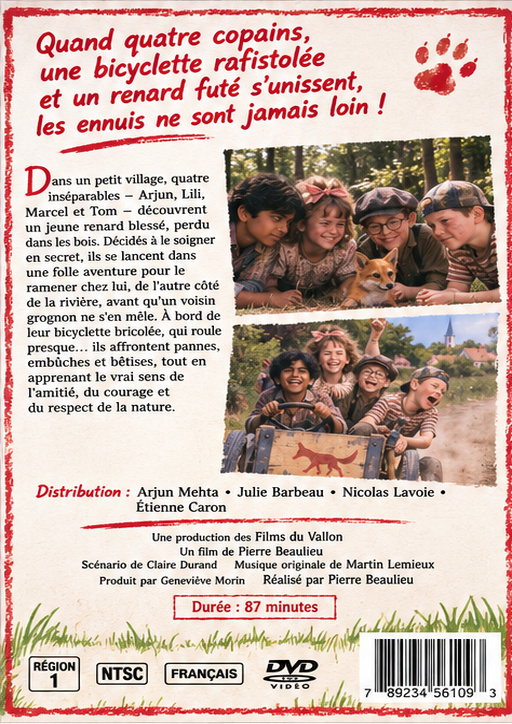 Quand quatre copains,
une bicyclette rafistolée
et un renard futé s'unissent,
les ennuis ne sont jamais loin !
Dans un petit village, quatre
inséparables – Arjun, Lili,
Marcel et Tom – découvrent
un jeune renard blessé, perdu
dans les bois. Décidés à le soigner
en secret, ils se lancent dans
une folle aventure pour le
ramener chez lui, de l'autre côté
de la rivière, avant qu'un voisin
grognon ne s'en mêle. À bord de
leur bicyclette bricolée, qui roule
presque... ils affrontent pannes,
embûches et bêtises, tout en
apprenant le vrai sens de
l'amitié, du courage et
du respect de la nature.
Distribution : Arjun Mehta • Julie Barbeau • Nicolas Lavoie •
Étienne Caron
Une production des Films du Vallon
Un film de Pierre Beaulieu
Scénario de Claire Durand Musique originale de Martin Lemieux
Produit par Geneviève Morin Réalisé par Pierre Beaulieu
Durée : 87 minutes
RÉGION
1
NTSC
FRANÇAIS
DVD
VIDÉO
7 89234 56109 3